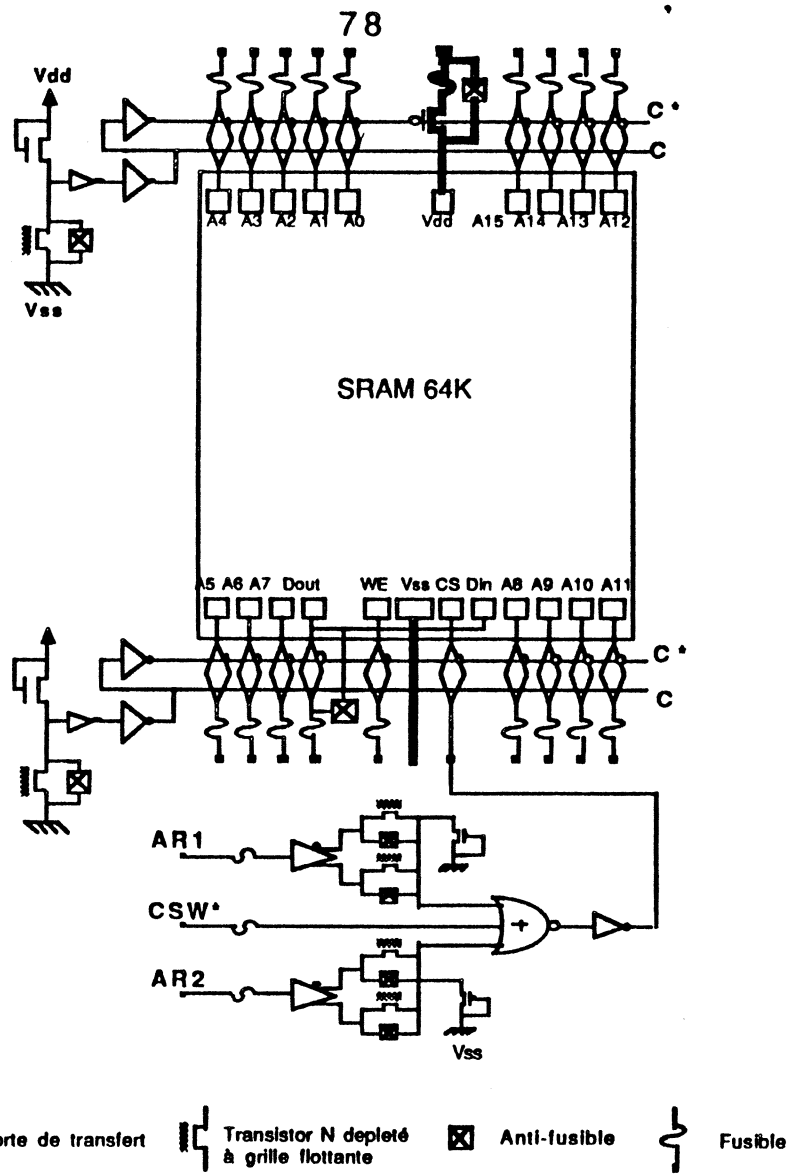 78
Vdd
C *
C
A4 A3 A2 A1 A0 Vdd A15 A14 A13 A12
Vss
SRAM 64K
A5 A6 A7 Dout WE Vss CS Din A8 A9 A10 A11
C *
C
AR1
CSW*
+
AR2
Vss
orte de transfert
Transistor N depleté
à grille flottante
Anti-fusible
Fusible